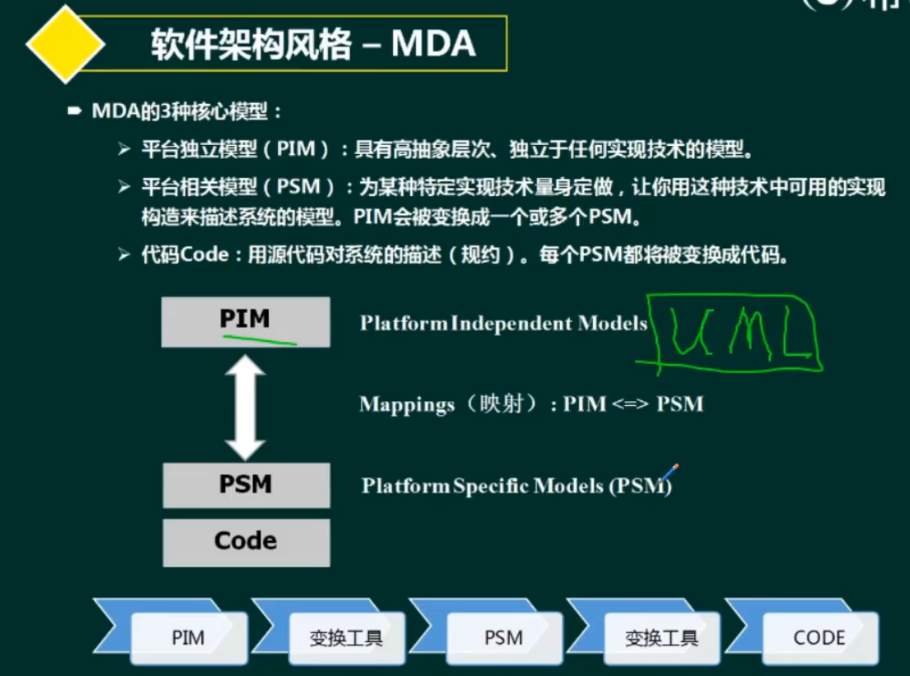 软件架构风格 – MDA
MDA的3种核心模型：
平台独立模型（PIM）：具有高抽象层次、独立于任何实现技术的模型。
平台相关模型（PSM）：为某种特定实现技术量身定做，让你用这种技术中可用的实现
构造来描述系统的模型。PIM会被变换成一个或多个PSM。
代码Code：用源代码对系统的描述（规约）。每个PSM都将被变换成代码。
PIM
Platform Independent Models
UML
Mappings（映射）: PIM <=> PSM
PSM
Platform Specific Models (PSM)
Code
PIM
变换工具
PSM
变换工具
CODE